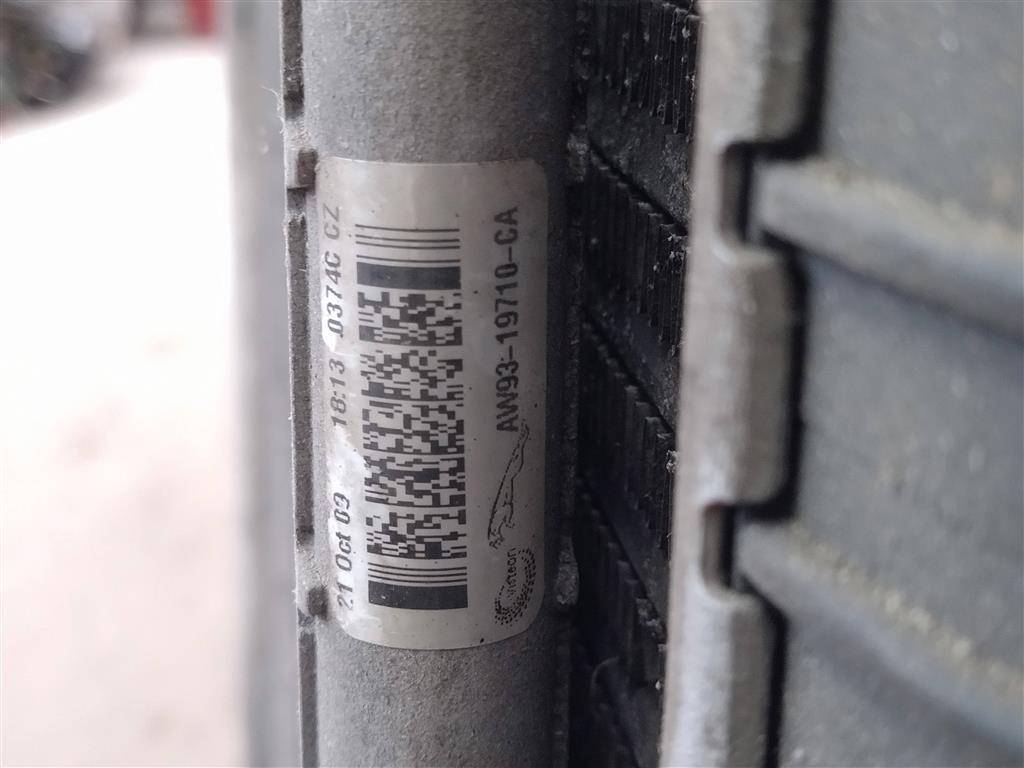 21 Oct 09 18:13 0374C CZ
AW93-19710-CA
Visteon